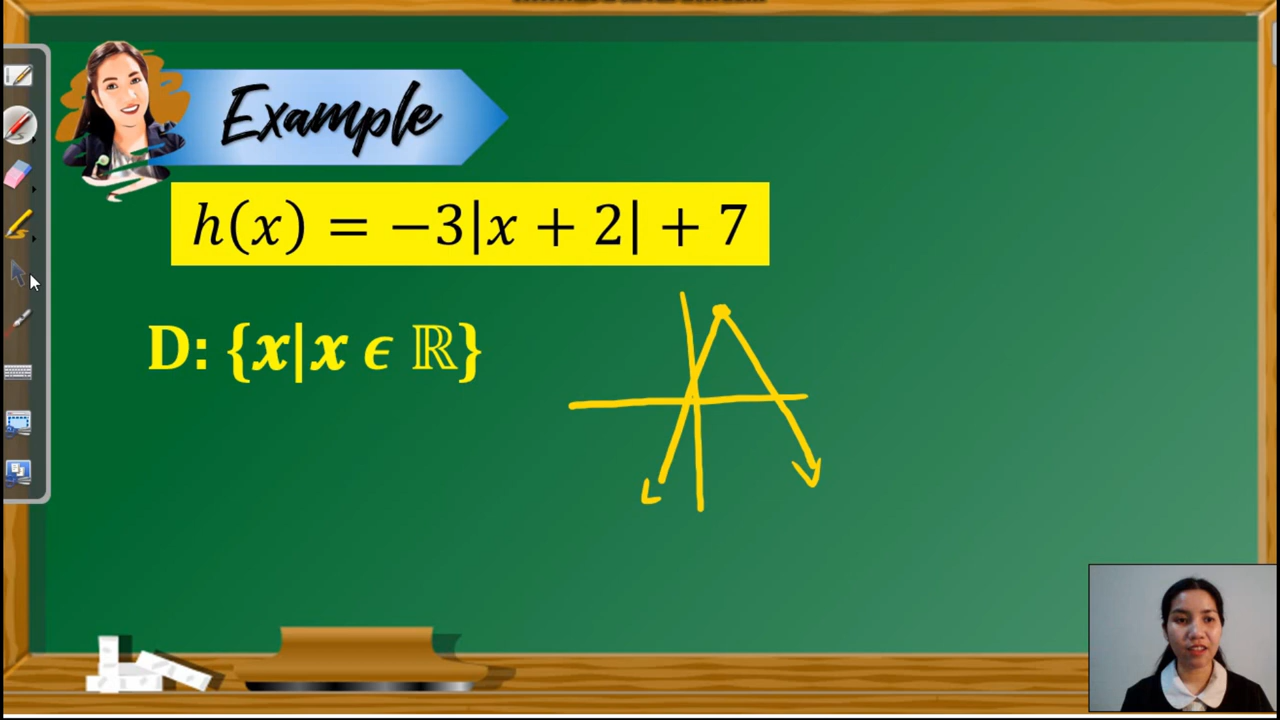 Example
h(x) = −3|x + 2| + 7
D: {x|x ϵ ℝ}